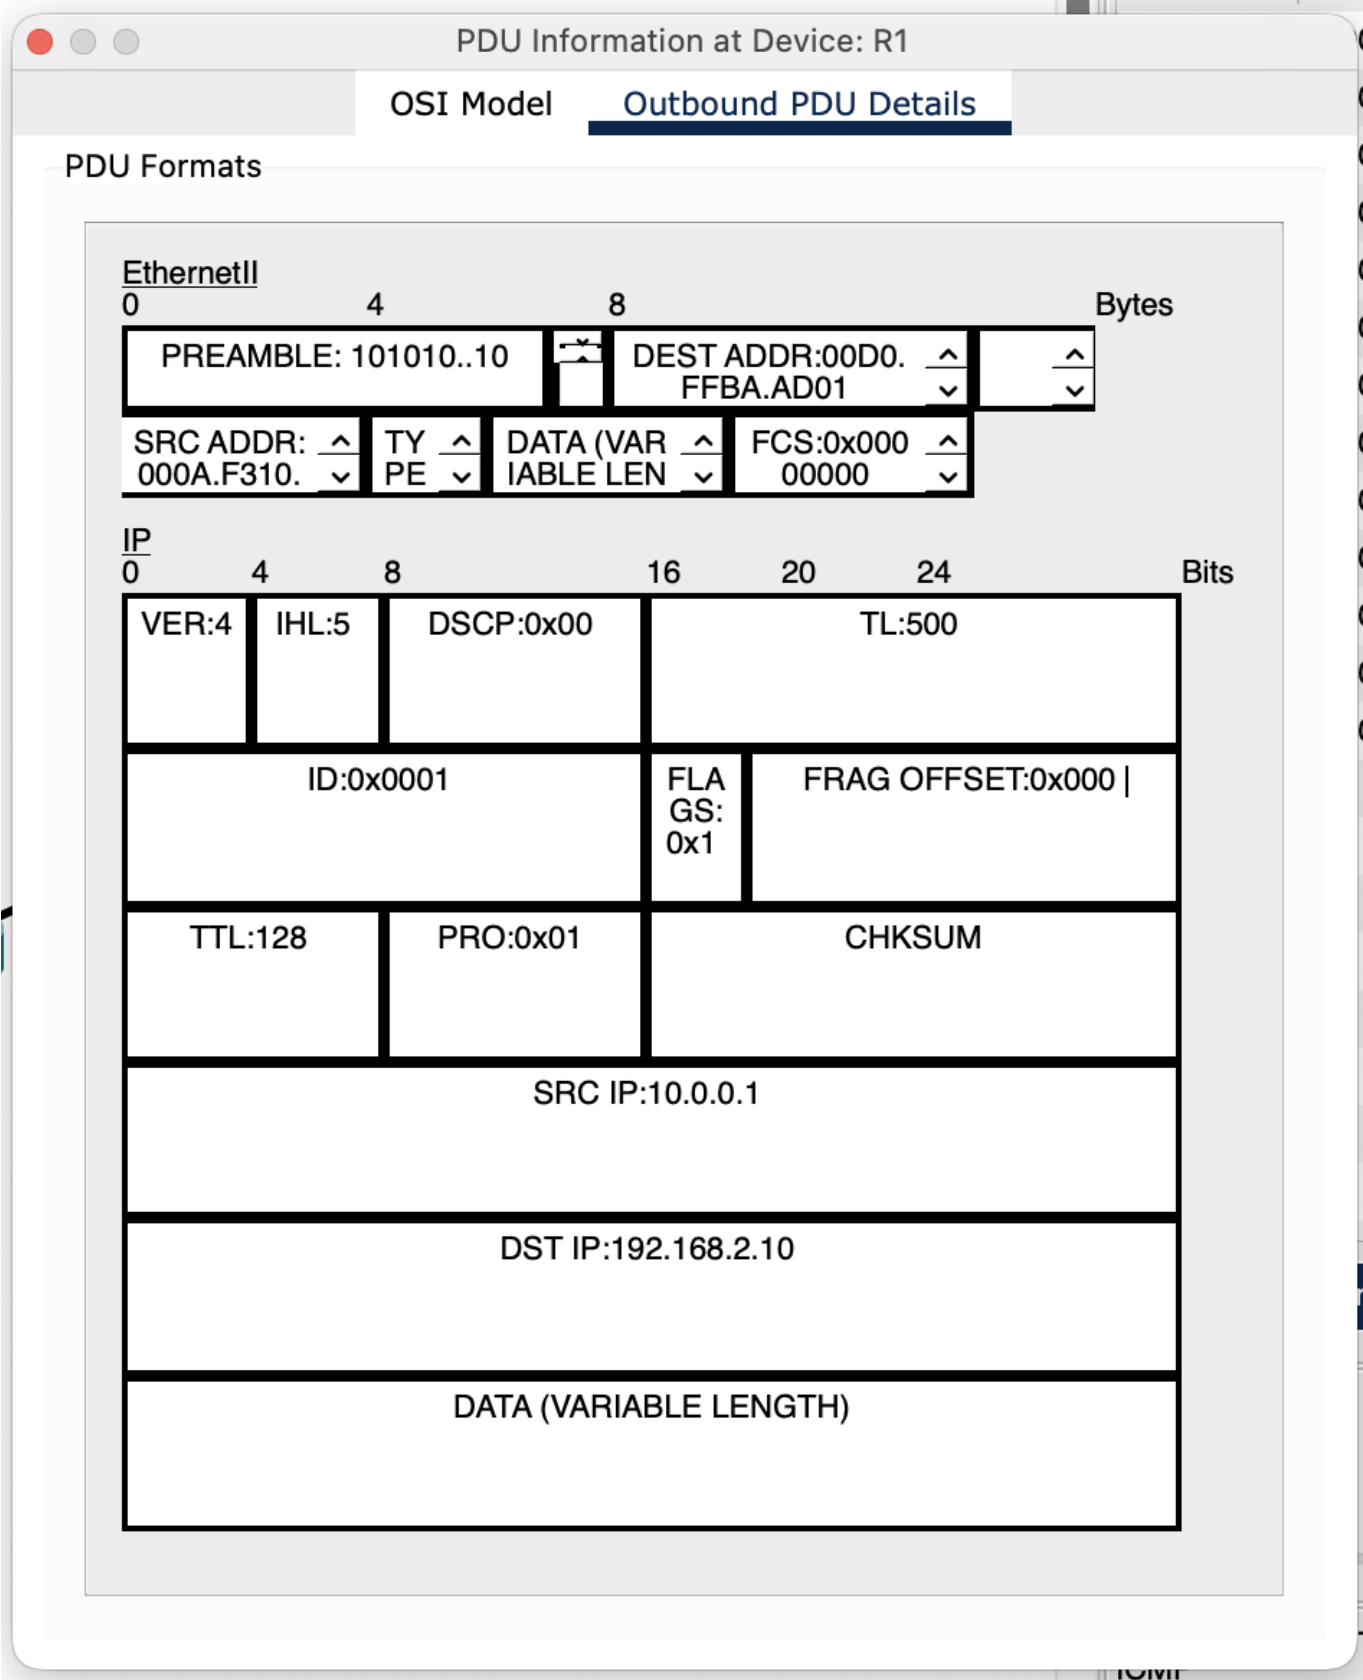 PDU Information at Device: R1
OSI Model Outbound PDU Details
PDU Formats
EthernetII
0 4 8 Bytes
PREAMBLE: 101010..10
DEST ADDR:00D0.
FFBA.AD01
SRC ADDR:
000A.F310.
TY
PE
DATA (VAR
IABLE LEN
FCS:0x000
00000
IP
0 4 8 16 20 24 Bits
VER:4 IHL:5 DSCP:0x00 TL:500
ID:0x0001
FLA
GS:
0x1
FRAG OFFSET:0x000
TTL:128 PRO:0x01 CHKSUM
SRC IP:10.0.0.1
DST IP:192.168.2.10
DATA (VARIABLE LENGTH)